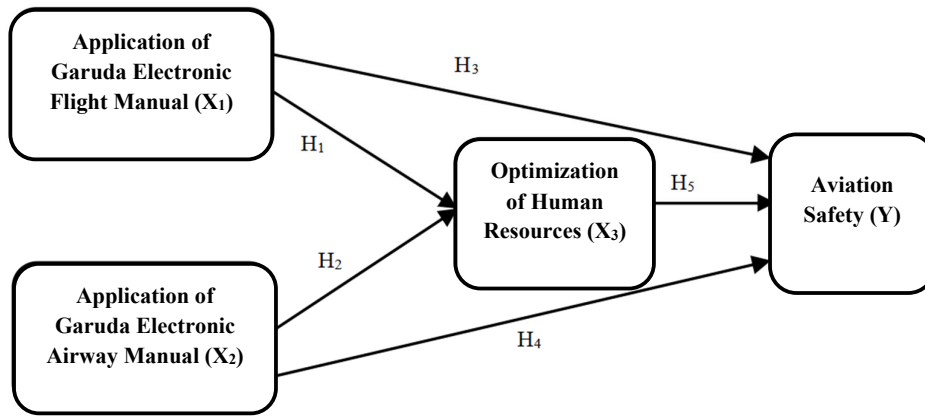 Application of
Garuda Electronic
Flight Manual (X₁)
H₃
H₁
Optimization
of Human
Resources (X₃)
H₅
Aviation
Safety (Y)
H₂
Application of
Garuda Electronic
Airway Manual (X₂)
H₄